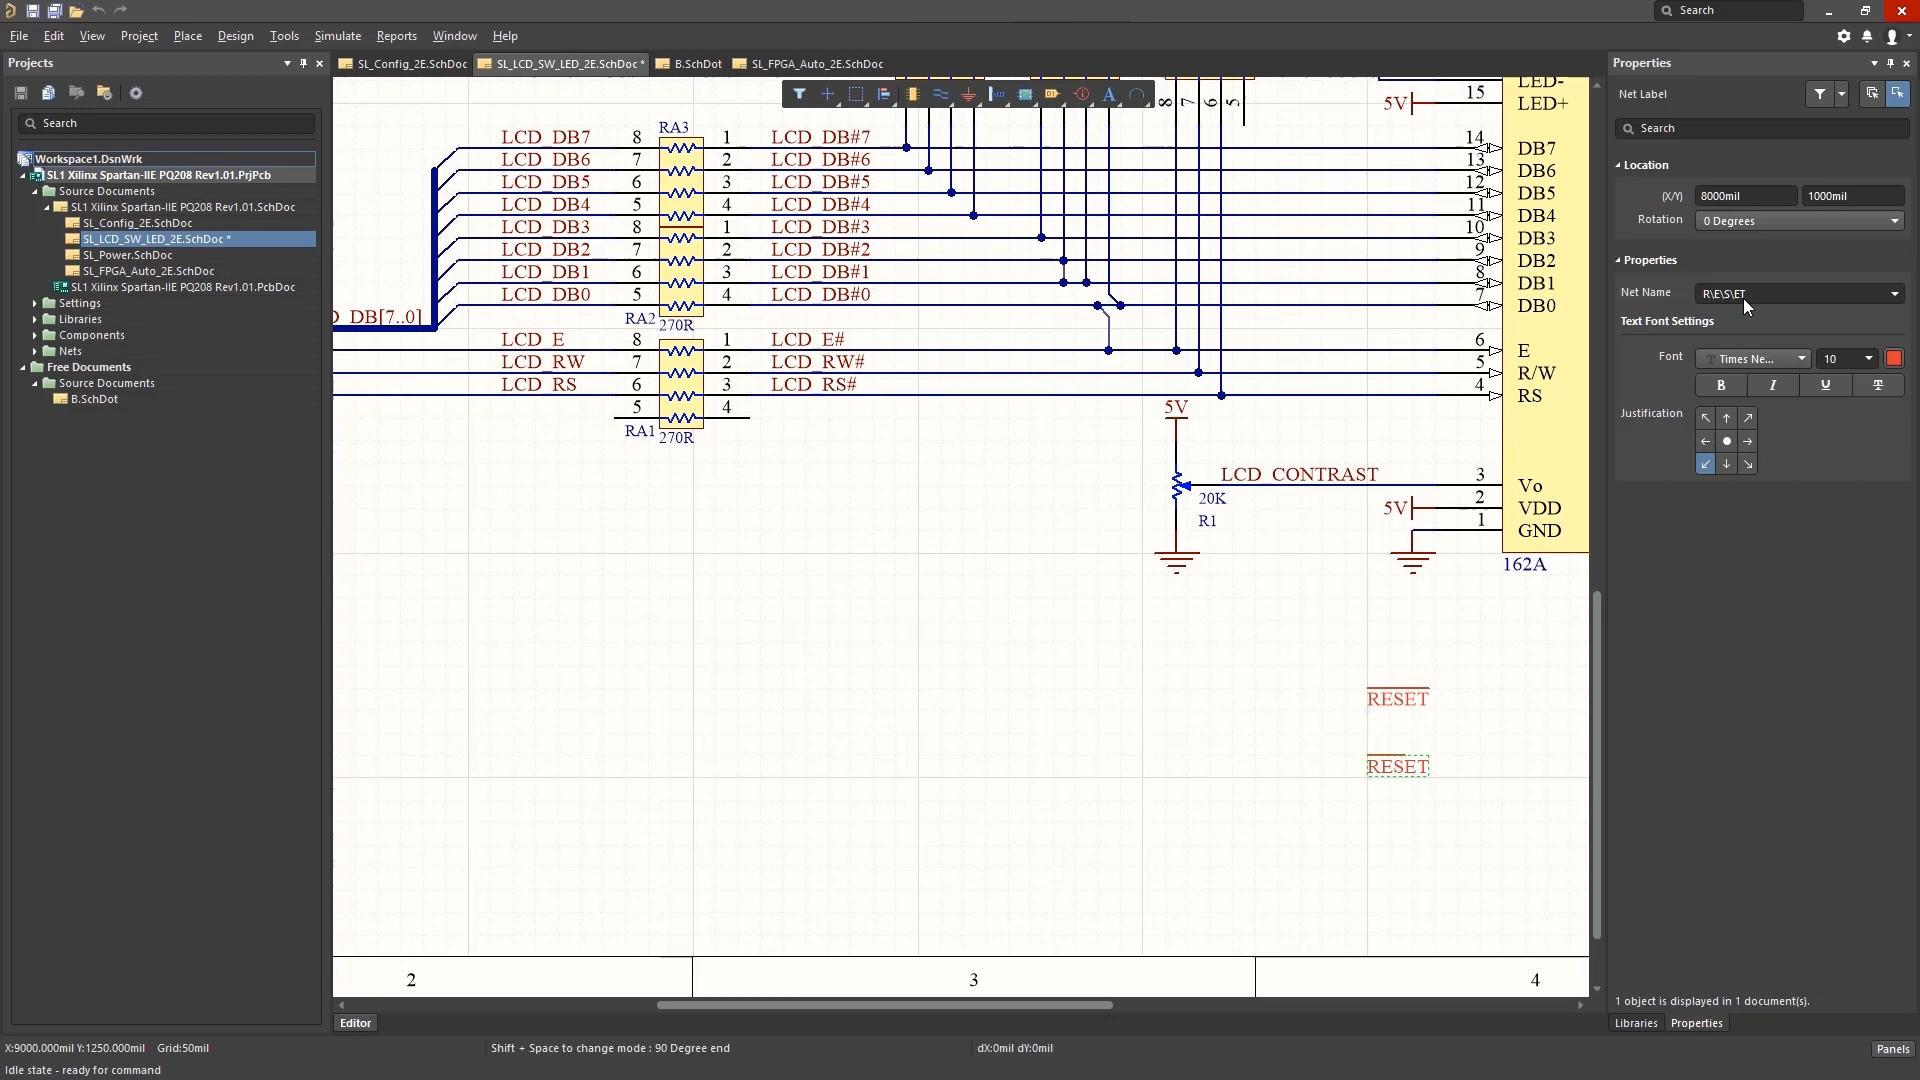 Search
File Edit View Project Place Design Tools Simulate Reports Window Help
Projects
SL_Config_2E.SchDoc SL_LCD_SW_LED_2E.SchDoc * B.SchDot SL_FPGA_Auto_2E.SchDoc
Properties
Search
Workspace1.DsnWrk
SL1 Xilinx Spartan-IIE PQ208 Rev1.01.PrjPcb
Source Documents
SL1 Xilinx Spartan-IIE PQ208 Rev1.01.SchDoc
SL_Config_2E.SchDoc
SL_LCD_SW_LED_2E.SchDoc *
SL_Power.SchDoc
SL_FPGA_Auto_2E.SchDoc
SL1 Xilinx Spartan-IIE PQ208 Rev1.01.PcbDoc
Settings
Libraries
Components
Nets
Free Documents
Source Documents
B.SchDot
A
8 7 6 5
LED-
5V 15 LED+
RA3
LCD_DB7 8 1 LCD_DB#7 14 DB7
LCD_DB6 7 2 LCD_DB#6 13 DB6
LCD_DB5 6 3 LCD_DB#5 12 DB5
LCD_DB4 5 4 LCD_DB#4 11 DB4
LCD_DB3 8 1 LCD_DB#3 10 DB3
LCD_DB2 7 2 LCD_DB#2 9 DB2
LCD_DB1 6 3 LCD_DB#1 8 DB1
LCD_DB0 5 4 LCD_DB#0 7 DB0
D_DB[7..0] RA2 270R
LCD_E 8 1 LCD_E# 6 E
LCD_RW 7 2 LCD_RW# 5 R/W
LCD_RS 6 3 LCD_RS# 4 RS
5 4
RA1 270R
5V
LCD_CONTRAST 3 Vo
20K
R1
5V 2 VDD
1 GND
162A
RESET
RESET
2 3 4
Editor
Net Label
Search
Location
(X/Y) 8000mil 1000mil
Rotation 0 Degrees
Properties
Net Name R\E\S\ET
Text Font Settings
Font Times Ne... 10
B I U T
Justification
1 object is displayed in 1 document(s).
Libraries Properties
X:9000.000mil Y:1250.000mil Grid:50mil Shift + Space to change mode : 90 Degree end dX:0mil dY:0mil
Panels
Idle state - ready for command